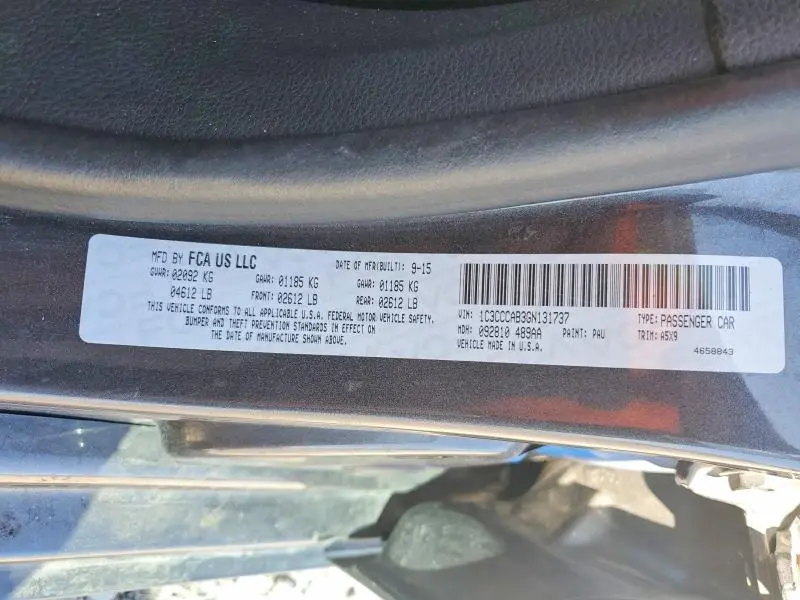 MFD BY FCA US LLC DATE OF MFR(BUILT): 9-15
GVWR: 02092 KG GAWR: 01185 KG GAWR: 01185 KG
04612 LB FRONT: 02612 LB REAR: 02612 LB
THIS VEHICLE CONFORMS TO ALL APPLICABLE U.S.A. FEDERAL MOTOR VEHICLE SAFETY,
BUMPER AND THEFT PREVENTION STANDARDS IN EFFECT ON
THE DATE OF MANUFACTURE SHOWN ABOVE.
VIN: 1C3CCCAB3GN131737 TYPE: PASSENGER CAR
MDH: 092810 489AA PAINT: PAU TRIM: A5X9
VEHICLE MADE IN U.S.A. 4658843